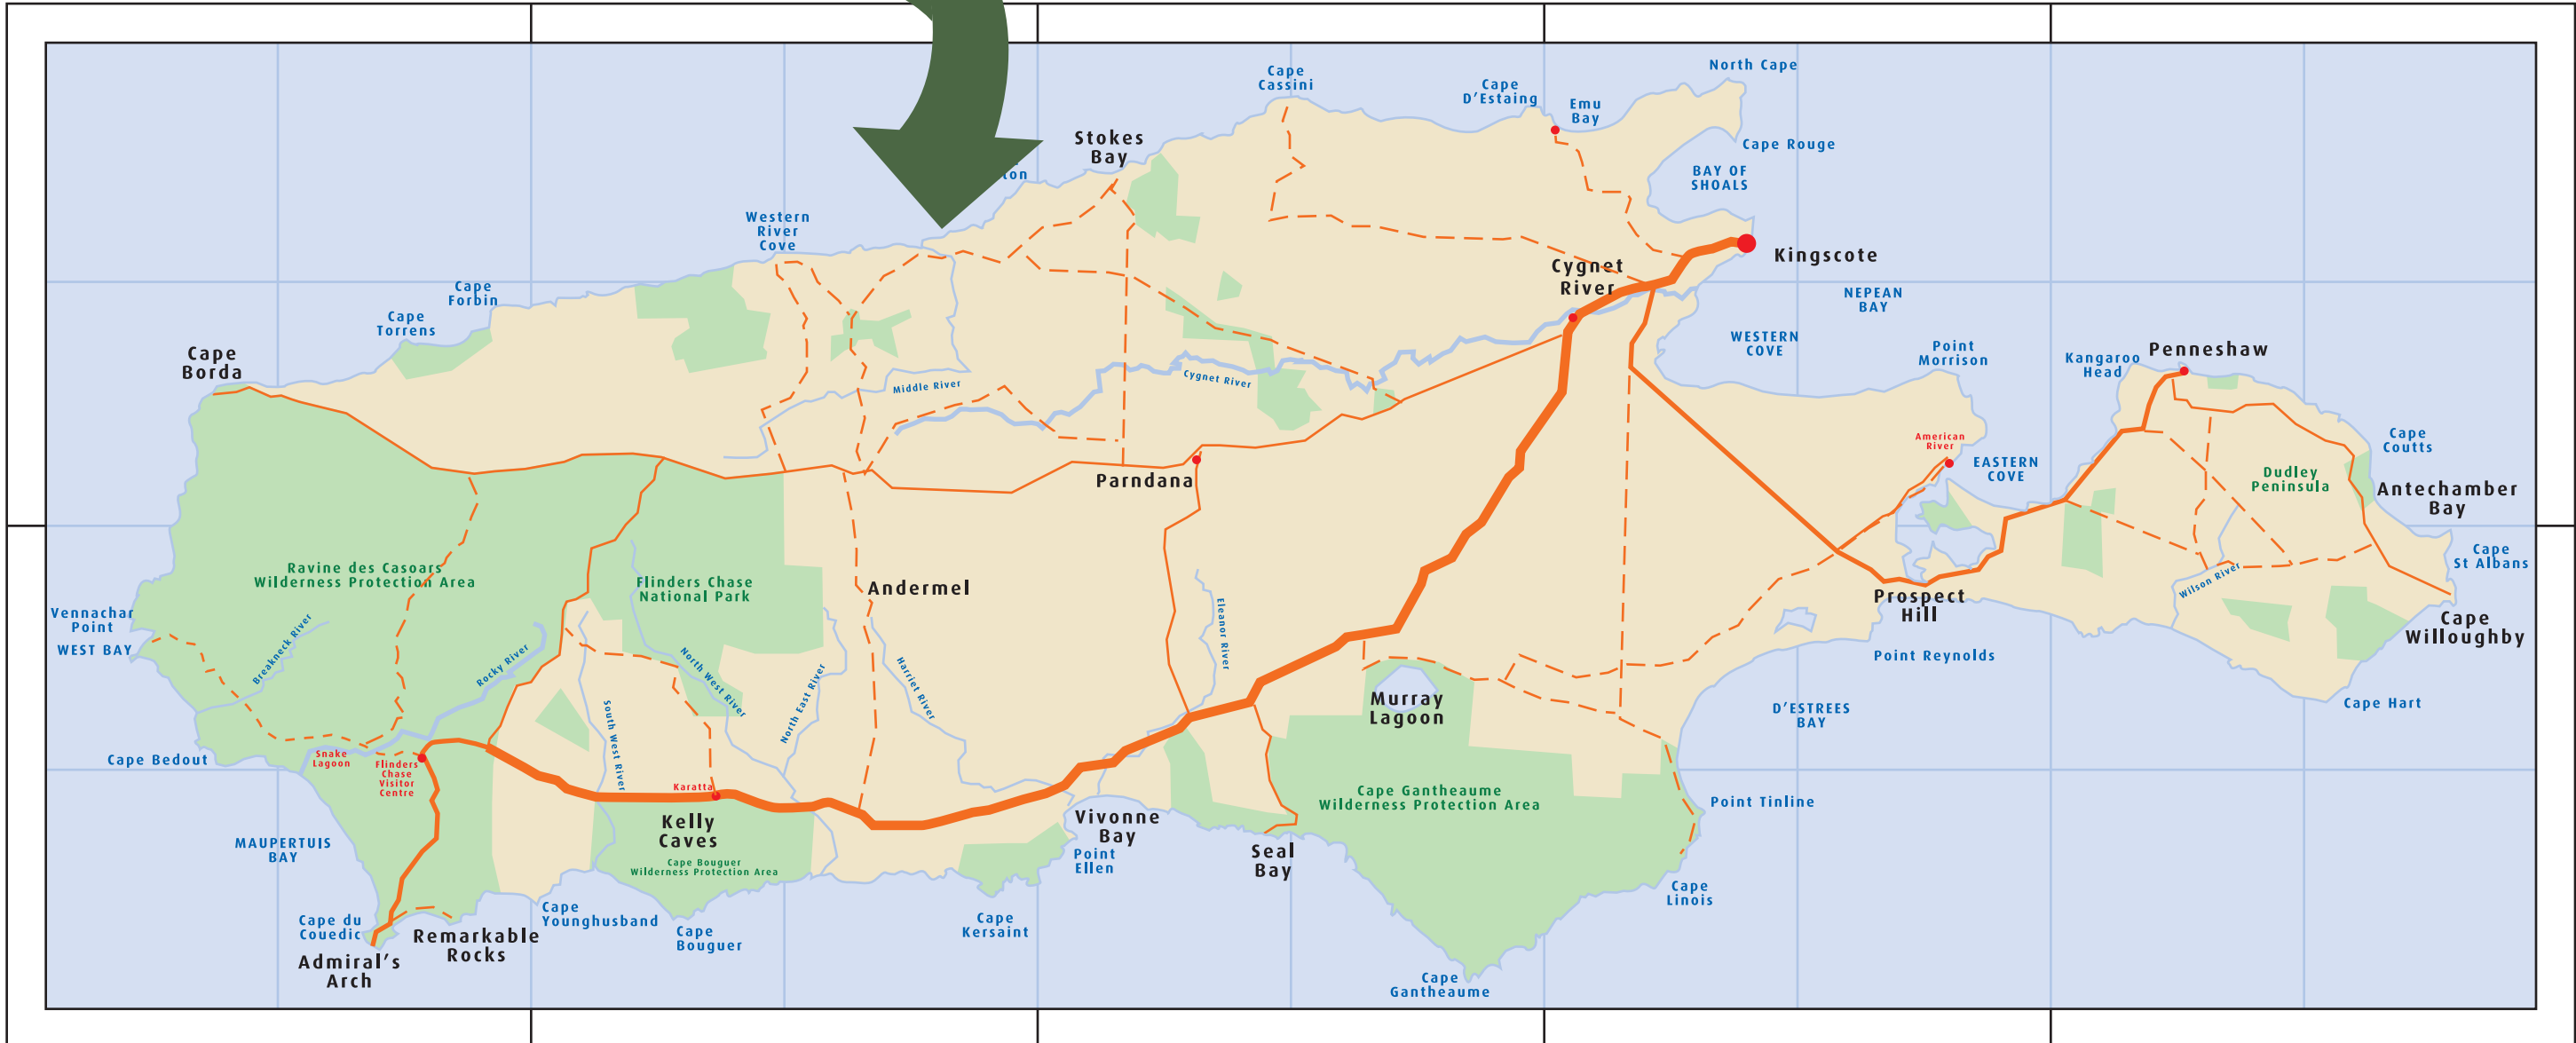 North Cape
Cape
Cassini
Cape
D'Estaing
Emu
Bay
Stokes
Bay
Cape Rouge
BAY OF
SHOALS
Western
River
Cove
Kingscote
Cygnet
River
NEPEAN
BAY
Cape
Forbin
Cape
Torrens
WESTERN
COVE
Point
Morrison
Kangaroo
Head
Penneshaw
Cape
Borda
Middle River
Cygnet River
American
River
EASTERN
COVE
Cape
Coutts
Dudley
Peninsula
Antechamber
Bay
Parndana
Cape
St Albans
Ravine des Casoars
Wilderness Protection Area
Flinders Chase
National Park
Andermel
Wilson River
Prospect
Hill
Vennachar
Point
WEST BAY
Breakneck River
Rocky River
North West River
North East River
Harriet River
Eleanor River
South West River
Point Reynolds
Cape
Willoughby
Murray
Lagoon
D'ESTREES
BAY
Cape Hart
Cape Bedout
Snake
Lagoon
Flinders
Chase
Visitor
Centre
Karatta
Kelly
Caves
Cape Bouguer
Wilderness Protection Area
Vivonne
Bay
Point
Ellen
Cape Gantheaume
Wilderness Protection Area
Point Tinline
MAUPERTUIS
BAY
Seal
Bay
Cape
Linois
Cape du
Couedic
Remarkable
Rocks
Cape
Younghusband
Cape
Bouguer
Cape
Kersaint
Admiral's
Arch
Cape
Gantheaume